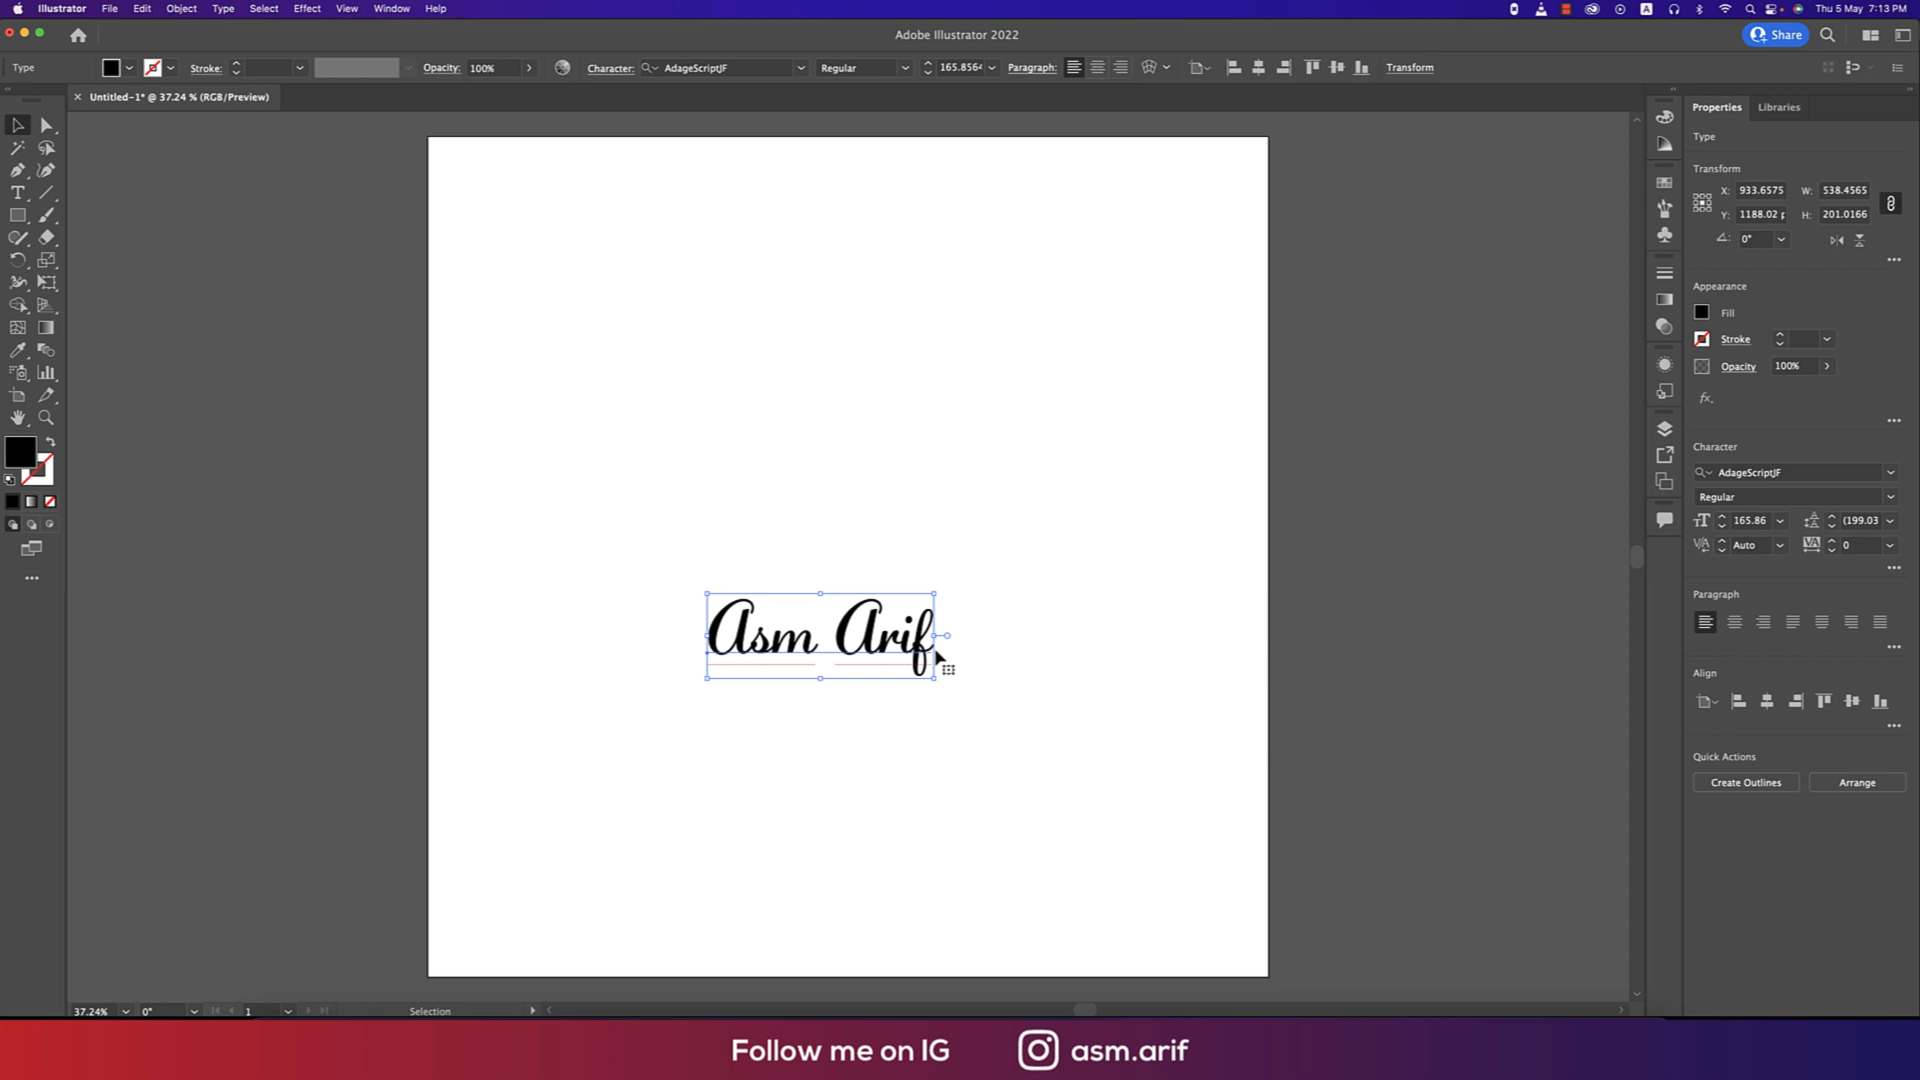 Illustrator File Edit Object Type Select Effect View Window Help
A
Thu 5 May 7:13 PM
Adobe Illustrator 2022
Share
Type
Stroke:
Opacity: 100%
Character: AdageScriptJF
Regular
165.8564
Paragraph:
Transform
Untitled-1* @ 37.24 % (RGB/Preview)
Properties Libraries
Type
Transform
X: 933.6575 W: 538.4565
Y: 1188.02 p H: 201.0166
0°
Appearance
Fill
Stroke
Opacity 100%
fx.
Character
AdageScriptJF
Regular
165.86 (199.03
Auto 0
Paragraph
Align
Quick Actions
Create Outlines Arrange
Asm Arif
37.24% 0° 1 Selection
Follow me on IG asm.arif